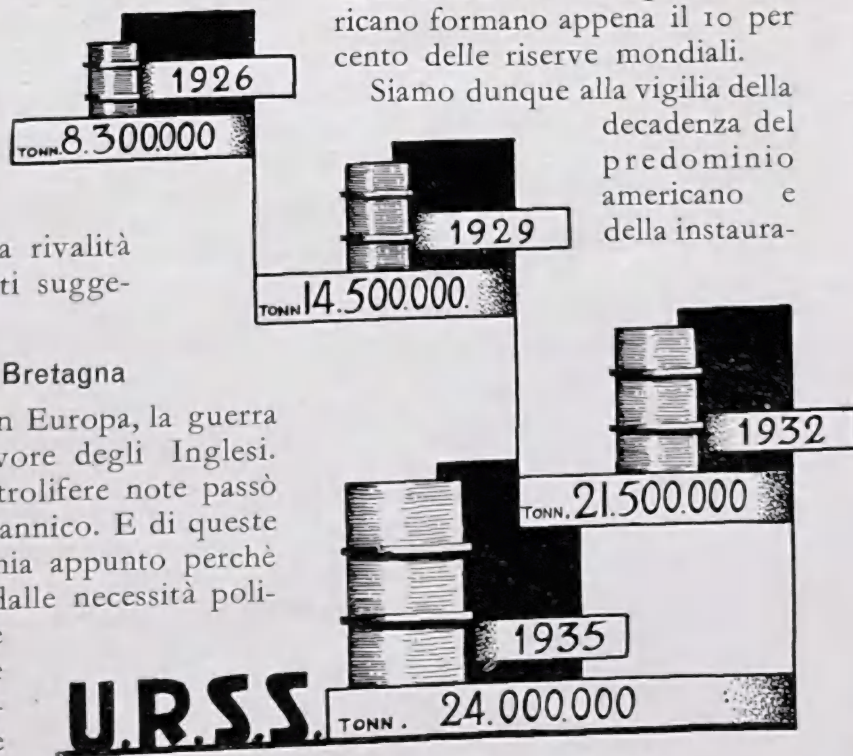 ricano formano appena il 10 per
cento delle riserve mondiali.
Siamo dunque alla vigilia della
decadenza del
predominio
americano e
della instaura-
a rivalità
ti sugge-
Bretagna
n Europa, la guerra
vore degli Inglesi.
trolifere note passò
annico. E di queste
nia appunto perchè
dalle necessità poli-
1926
TONN. 8.300.000
1929
TONN 14.500.000.
1932
TONN. 21.500.000
1935
TONN. 24.000.000
U.R.S.S.